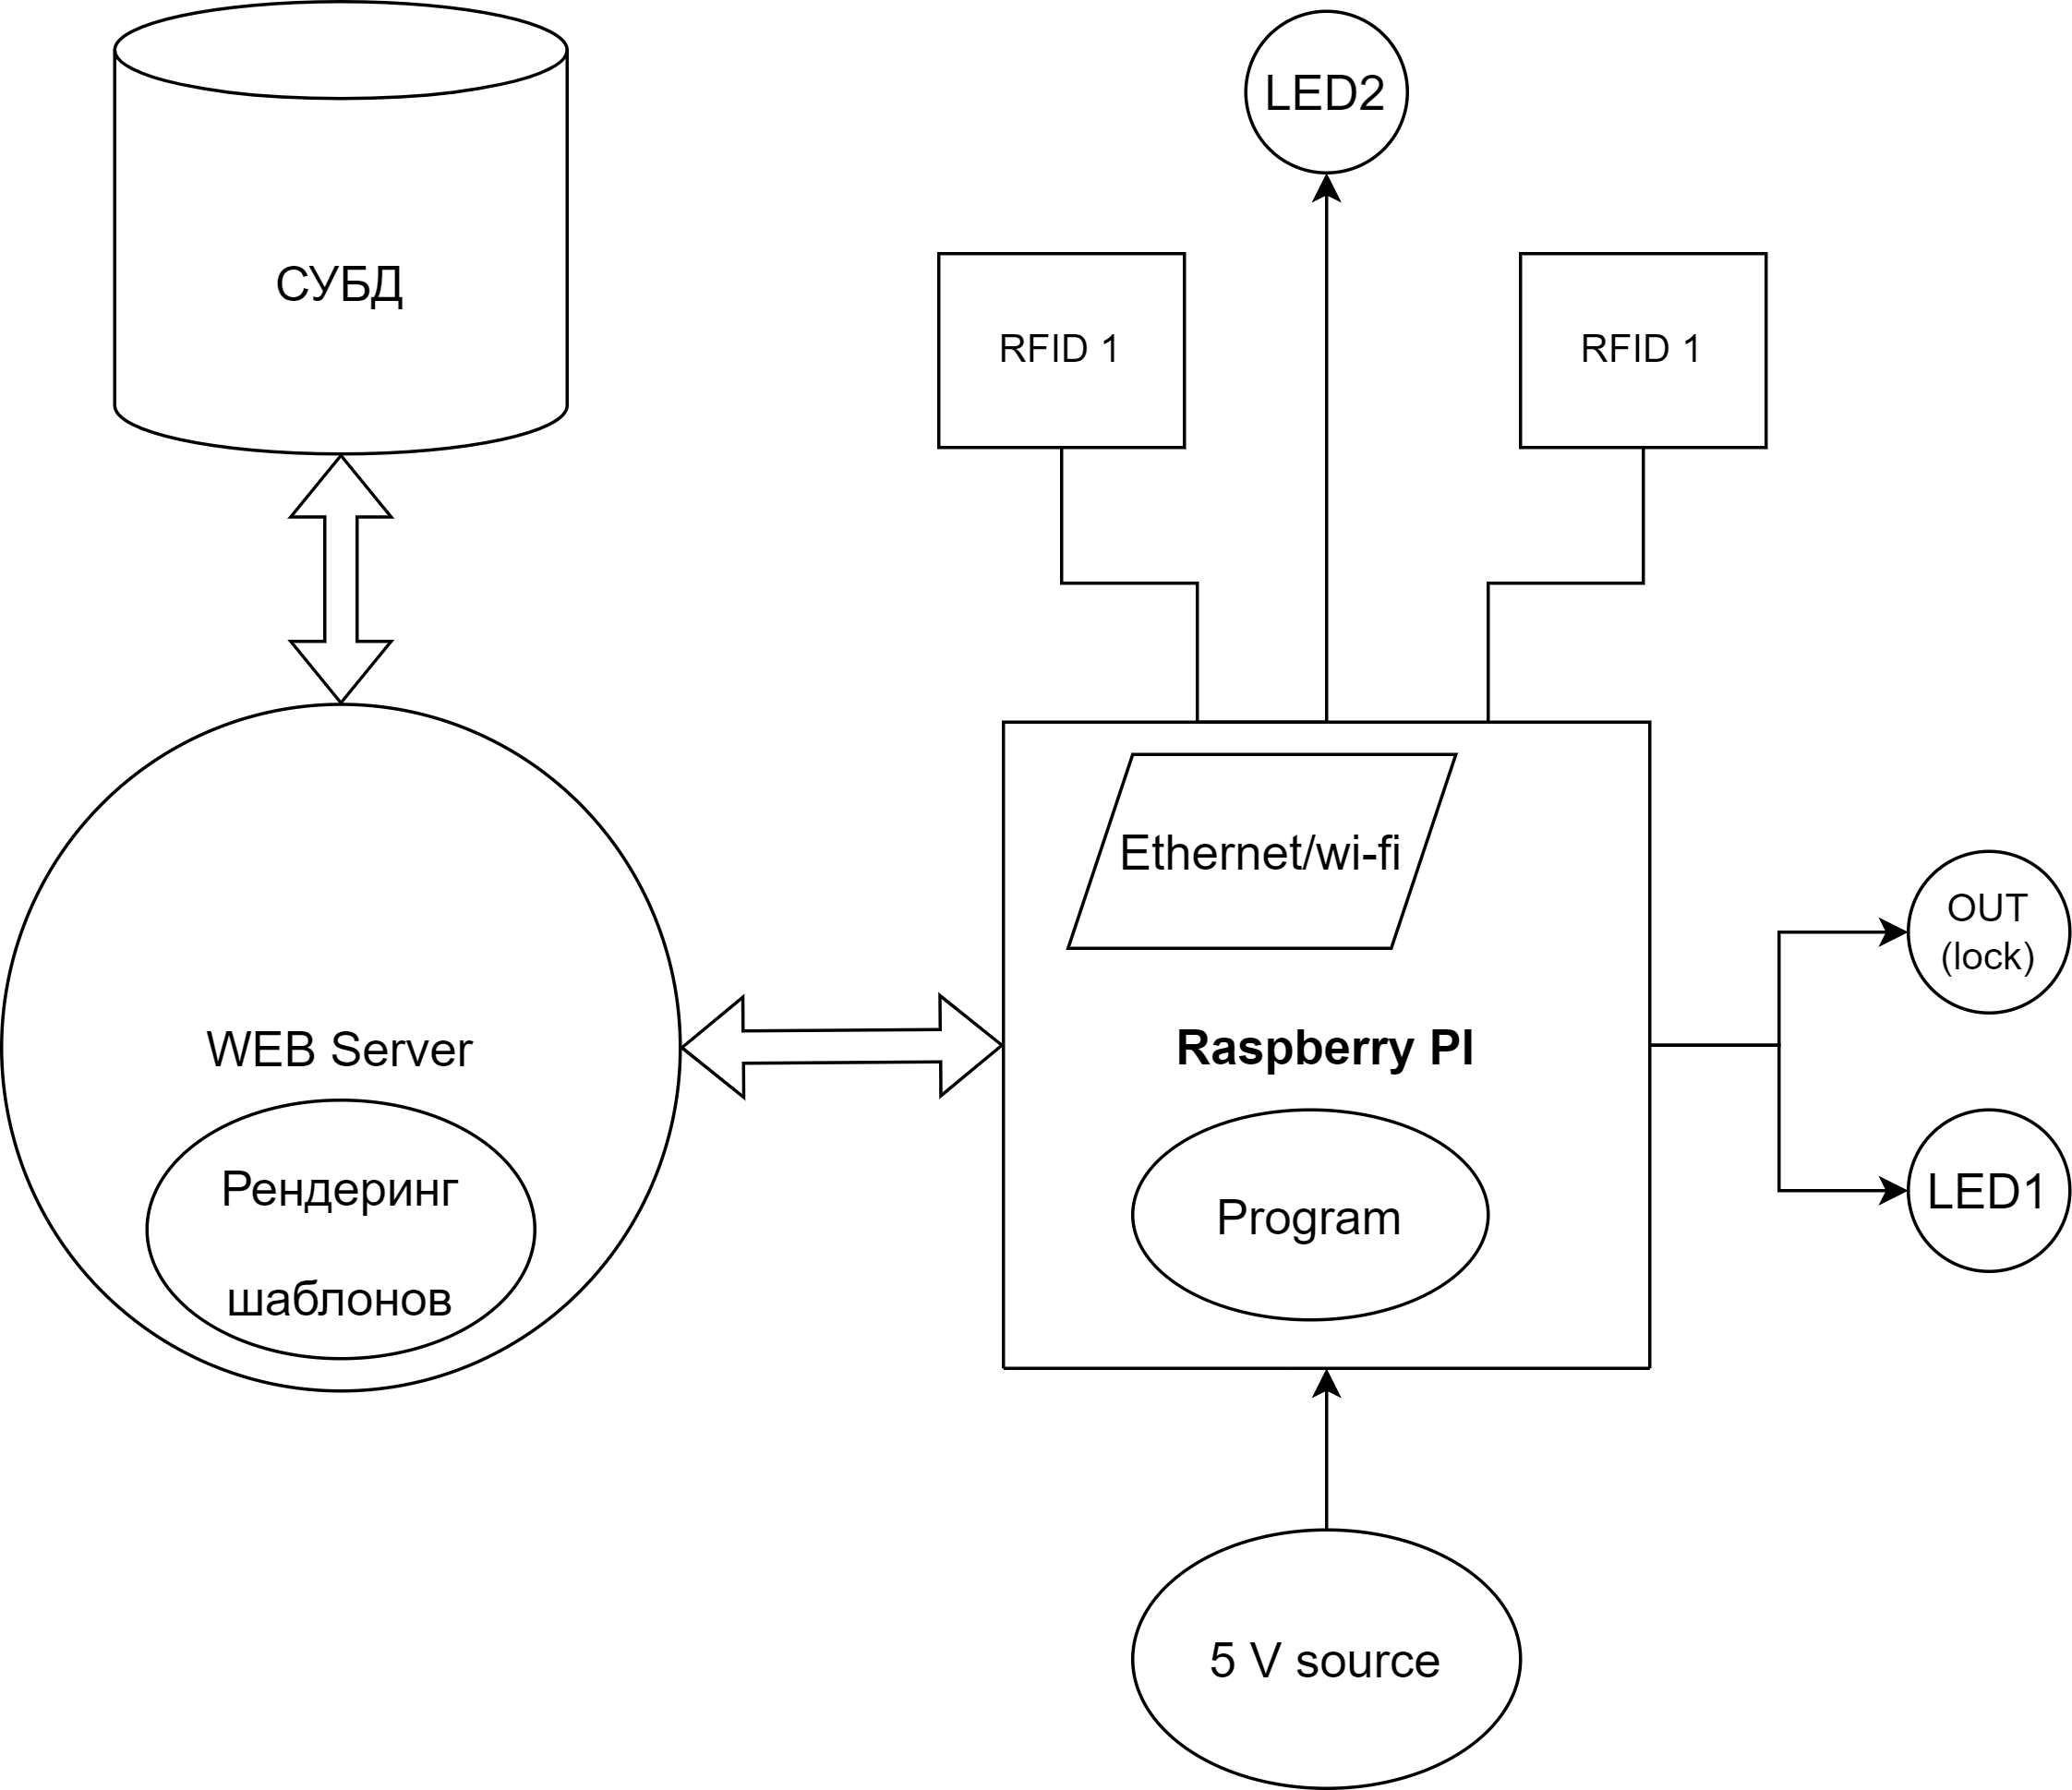 LED2
СУБД
RFID 1
RFID 1
Ethernet/wi-fi
OUT
(lock)
WEB Server
Raspberry PI
Рендеринг
шаблонов
Program
LED1
5 V source